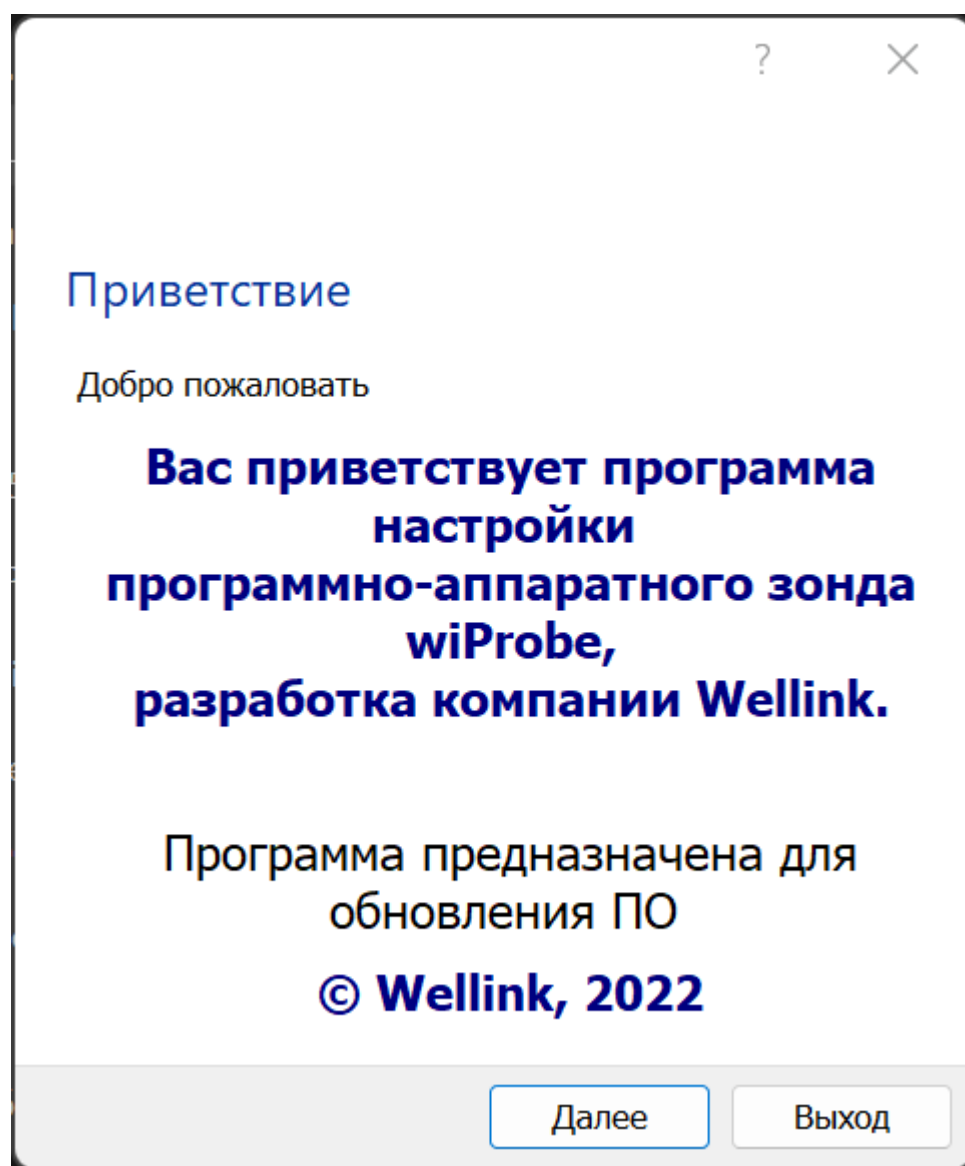 ?
Приветствие
Добро пожаловать
Вас приветствует программа
настройки
программно-аппаратного зонда
wiProbe,
разработка компании Wellink.
Программа предназначена для
обновления ПО
© Wellink, 2022
Далее
Выход